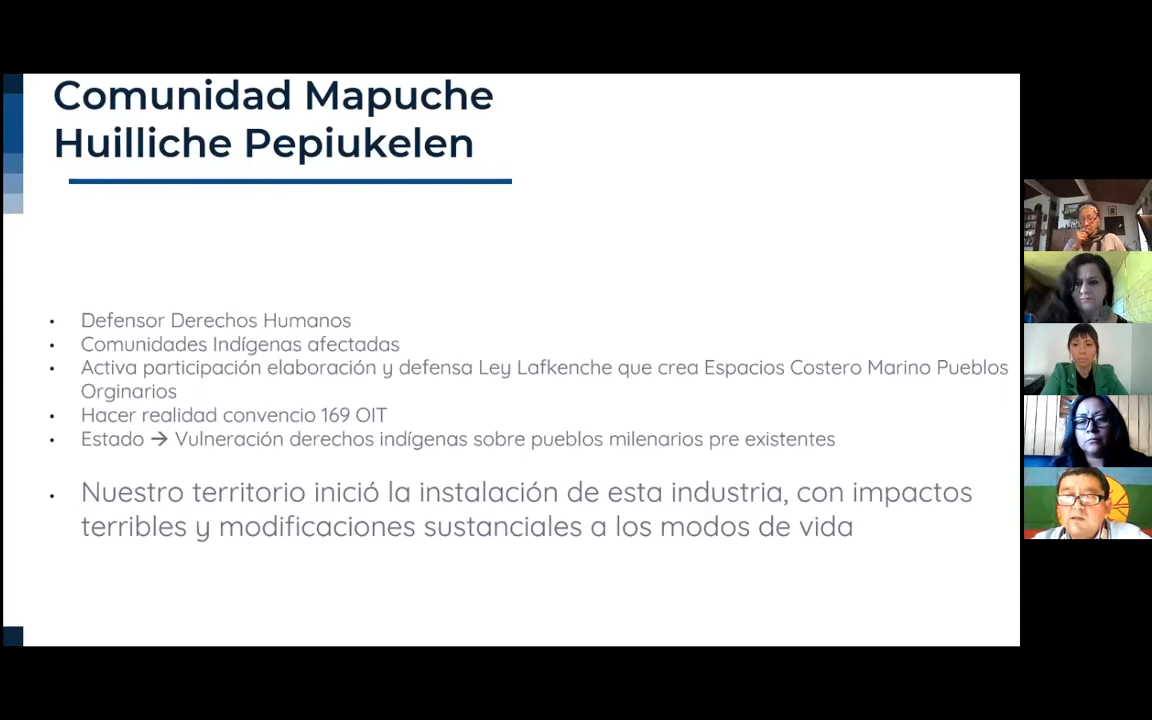 Comunidad Mapuche
Huilliche Pepiukelen
• Defensor Derechos Humanos
• Comunidades Indígenas afectadas
• Activa participación elaboración y defensa Ley Lafkenche que crea Espacios Costero Marino Pueblos
Orginarios
• Hacer realidad convencio 169 OIT
• Estado → Vulneración derechos indígenas sobre pueblos milenarios pre existentes
• Nuestro territorio inició la instalación de esta industria, con impactos
terribles y modificaciones sustanciales a los modos de vida